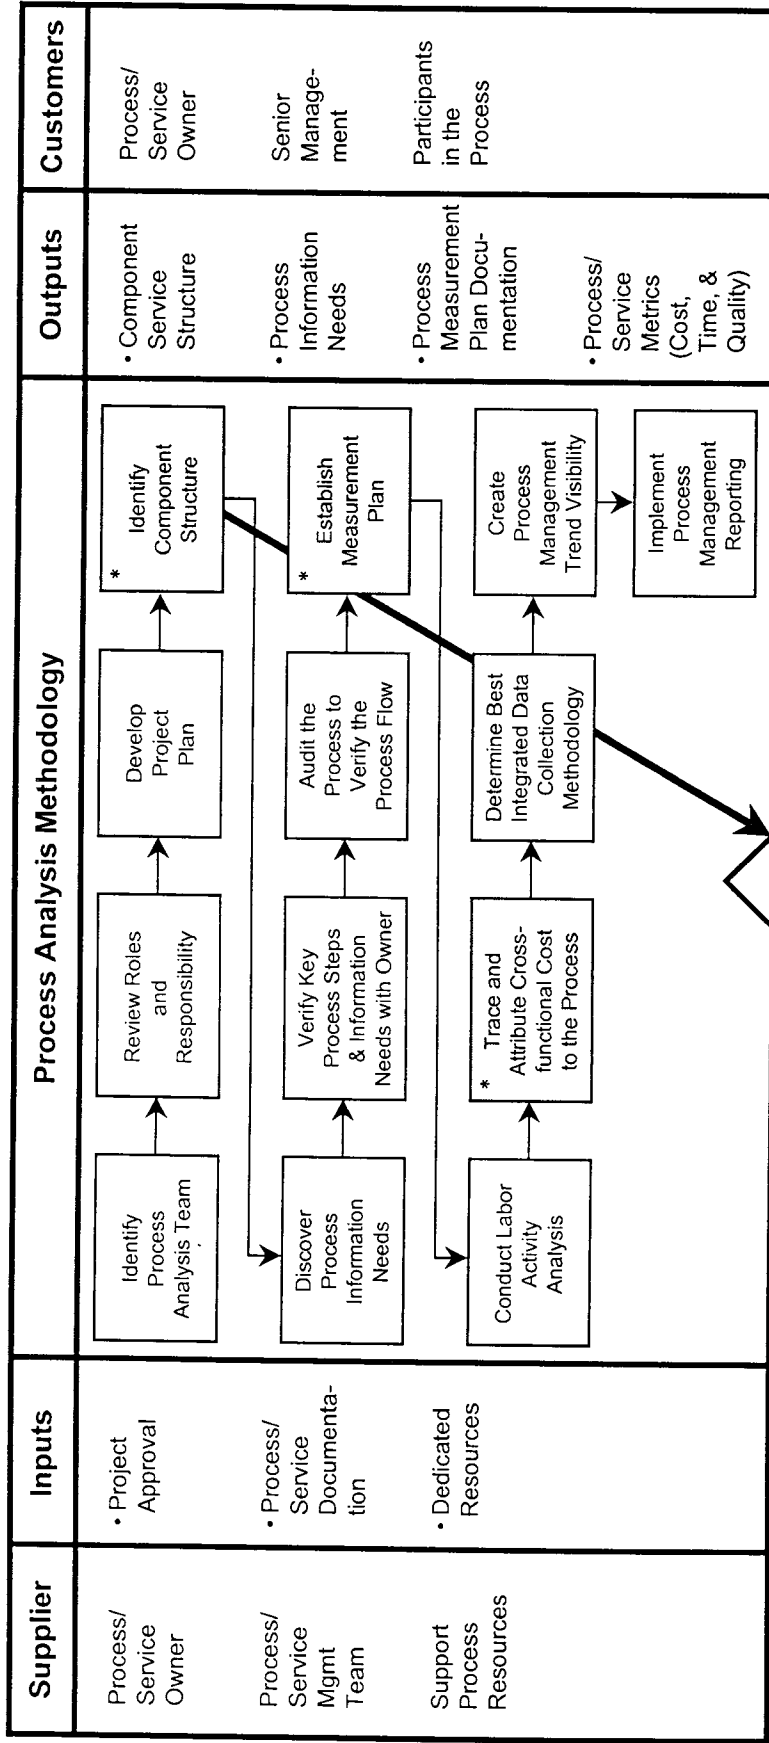 Supplier
Inputs
Process Analysis Methodology
Outputs
Customers
Process/
Service
Owner
Process/
Service
Mgmt
Team
Support
Process
Resources
• Project
Approval
• Process/
Service
Documenta-
tion
• Dedicated
Resources
Identify
Process
Analysis Team
Review Roles
and
Responsibility
Develop
Project
Plan
*
Identify
Component
Structure
Discover
Process
Information
Needs
Verify Key
Process Steps
& Information
Needs with Owner
Audit the
Process to
Verify the
Process Flow
*
Establish
Measurement
Plan
Conduct Labor
Activity
Analysis
* Trace and
Attribute Cross-
functional Cost
to the Process
Determine Best
Integrated Data
Collection
Methodology
Create
Process
Management
Trend Visibility
Implement
Process
Management
Reporting
• Component
Service
Structure
• Process
Information
Needs
• Process
Measurement
Plan Docu-
mentation
• Process/
Service
Metrics
(Cost,
Time, &
Quality)
Process/
Service
Owner
Senior
Manage-
ment
Participants
in the
Process